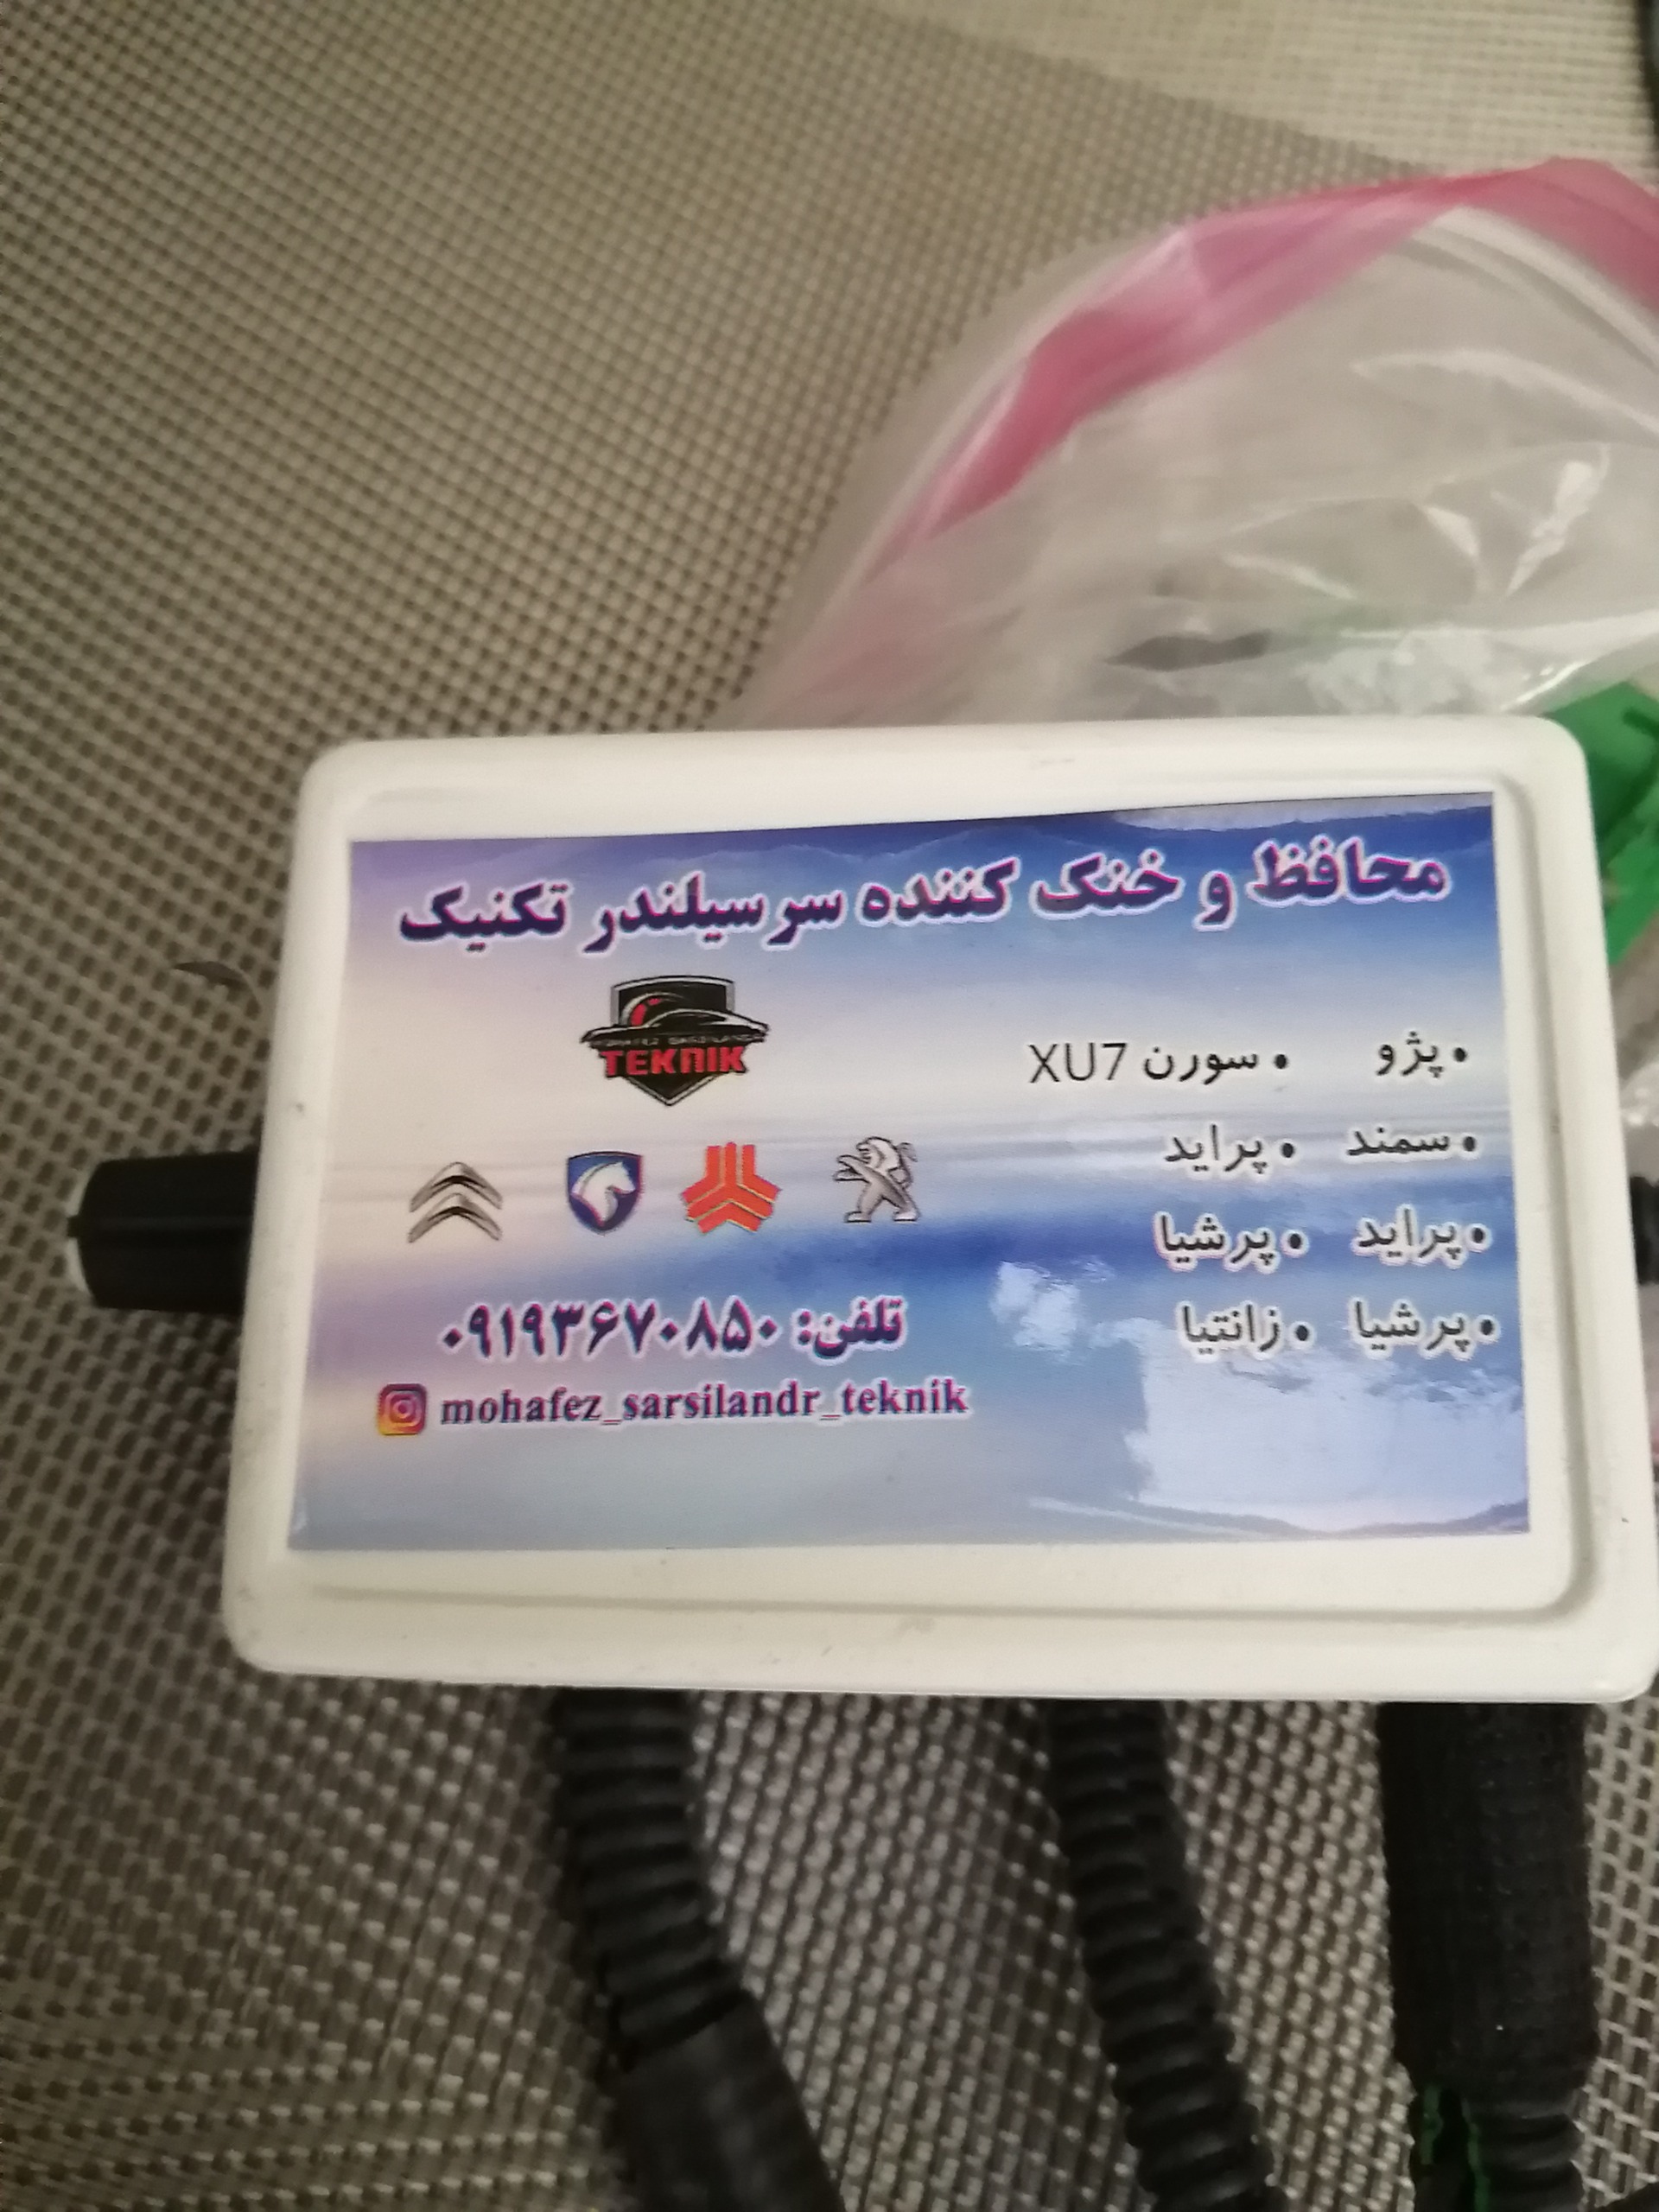 محافظ و خنک کننده سرسیلندر تکنیک
TEKNIK
• پژو • سورن XU7
• سمند • پراید
• پراید • پرشیا
• پرشیا • زانتیا
تلفن: ۰۹۱۹۳۶۷۰۸۵۰
mohafez_sarsilandr_teknik